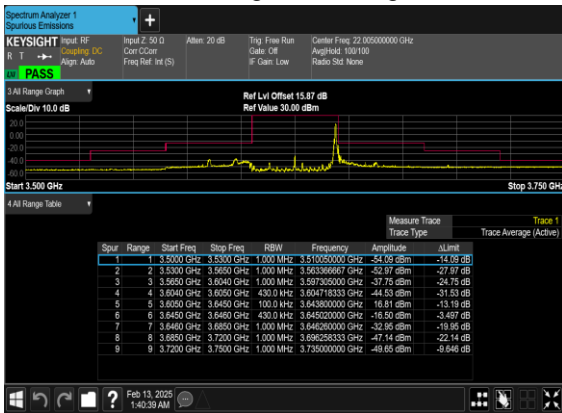 Spectrum Analyzer 1
Spurious Emissions
KEYSIGHT Input: RF Input Z: 50 Ω Atten: 20 dB Trig: Free Run Center Freq: 22.005000000 GHz
R T Coupling: DC Corr CCorr Gate: Off Avg|Hold: 100/100
Align: Auto Freq Ref: Int (S) IF Gain: Low Radio Std: None
PASS
3 All Range Graph Ref Lvl Offset 15.87 dB
Scale/Div 10.0 dB Ref Value 30.00 dBm
20.0
0.00
-20.0
-40.0
-60.0
Start 3.500 GHz Stop 3.750 GHz
4 All Range Table
Measure Trace Trace 1
Trace Type Trace Average (Active)
Spur Range Start Freq Stop Freq RBW Frequency Amplitude ΔLimit
1 1 3.5000 GHz 3.5300 GHz 1.000 MHz 3.510050000 GHz -54.09 dBm -14.09 dB
2 2 3.5300 GHz 3.5650 GHz 1.000 MHz 3.563366667 GHz -52.97 dBm -27.97 dB
3 3 3.5650 GHz 3.6040 GHz 1.000 MHz 3.597305000 GHz -37.75 dBm -24.75 dB
4 4 3.6040 GHz 3.6050 GHz 430.0 kHz 3.604718333 GHz -44.53 dBm -31.53 dB
5 5 3.6050 GHz 3.6450 GHz 100.0 kHz 3.643800000 GHz 16.81 dBm -13.19 dB
6 6 3.6450 GHz 3.6460 GHz 430.0 kHz 3.645020000 GHz -16.50 dBm -3.497 dB
7 7 3.6460 GHz 3.6850 GHz 1.000 MHz 3.646260000 GHz -32.95 dBm -19.95 dB
8 8 3.6850 GHz 3.7200 GHz 1.000 MHz 3.696258333 GHz -47.14 dBm -22.14 dB
9 9 3.7200 GHz 3.7500 GHz 1.000 MHz 3.735000000 GHz -49.65 dBm -9.646 dB
? Feb 13, 2025
1:40:39 AM